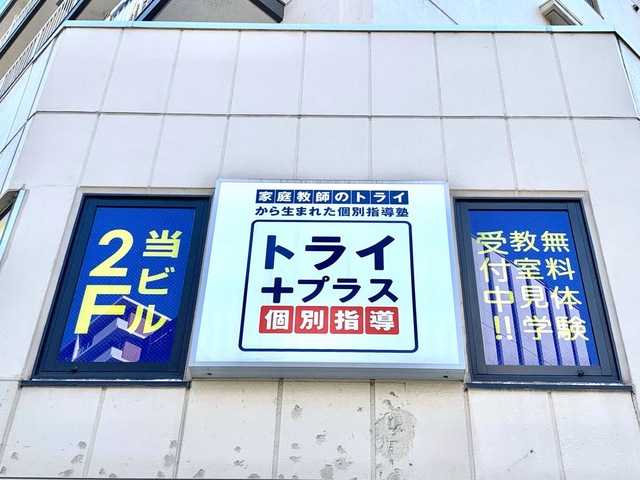 当ビル
2F
家庭教師のトライ
から生まれた個別指導塾
トライ
+プラス
個別指導
無料体験
教室見学
受付中!!